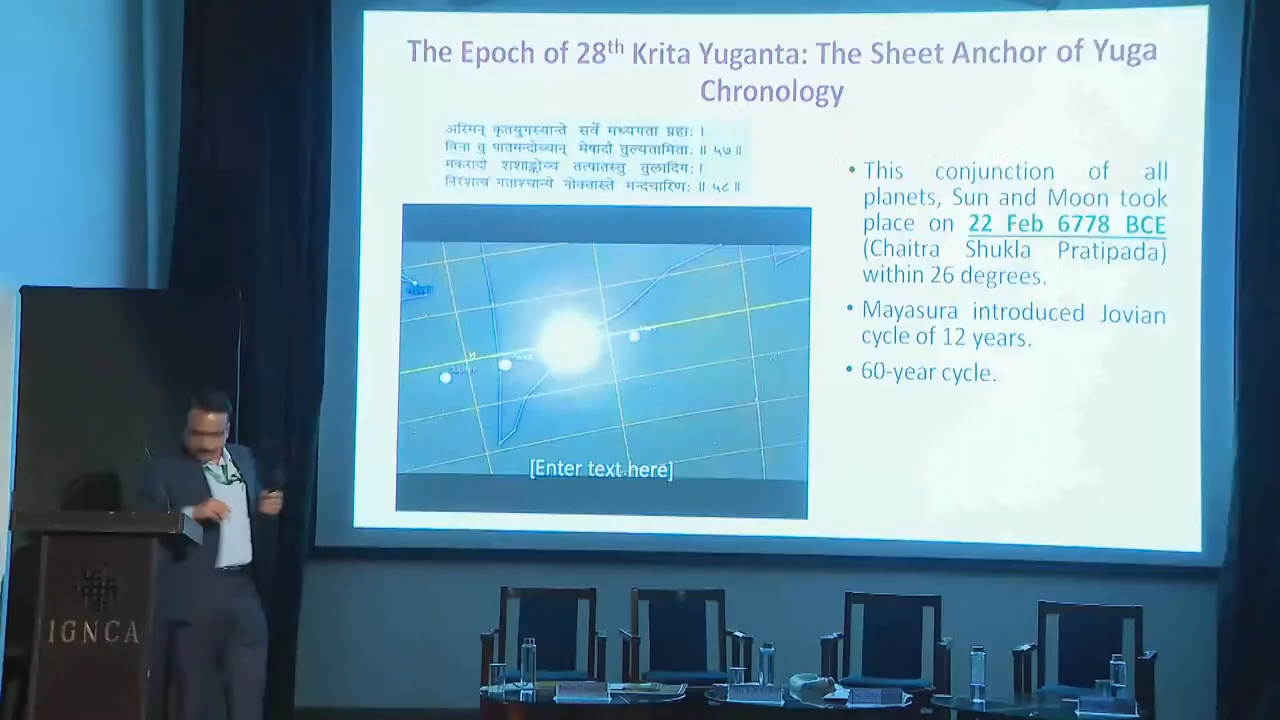 The Epoch of 28th Krita Yuganta: The Sheet Anchor of Yuga
Chronology
अस्मिन् कृतयुगस्यान्ते सर्वे मध्यगता ग्रहाः ।
विना तु पातमन्दोच्चान् मेषादौ तुल्यतामिताः ॥ ५७॥
मकरादौ शशाङ्कोच्च तत्पातस्तु तुलादिगः ।
निरंशत्व गताश्चान्ये नोक्तास्ते मन्दचारिणः ॥ ५८॥
Jupiter
[Enter text here]
• This conjunction of all
planets, Sun and Moon took
place on 22 Feb 6778 BCE
(Chaitra Shukla Pratipada)
within 26 degrees.
• Mayasura introduced Jovian
cycle of 12 years.
• 60-year cycle.
IGNCA